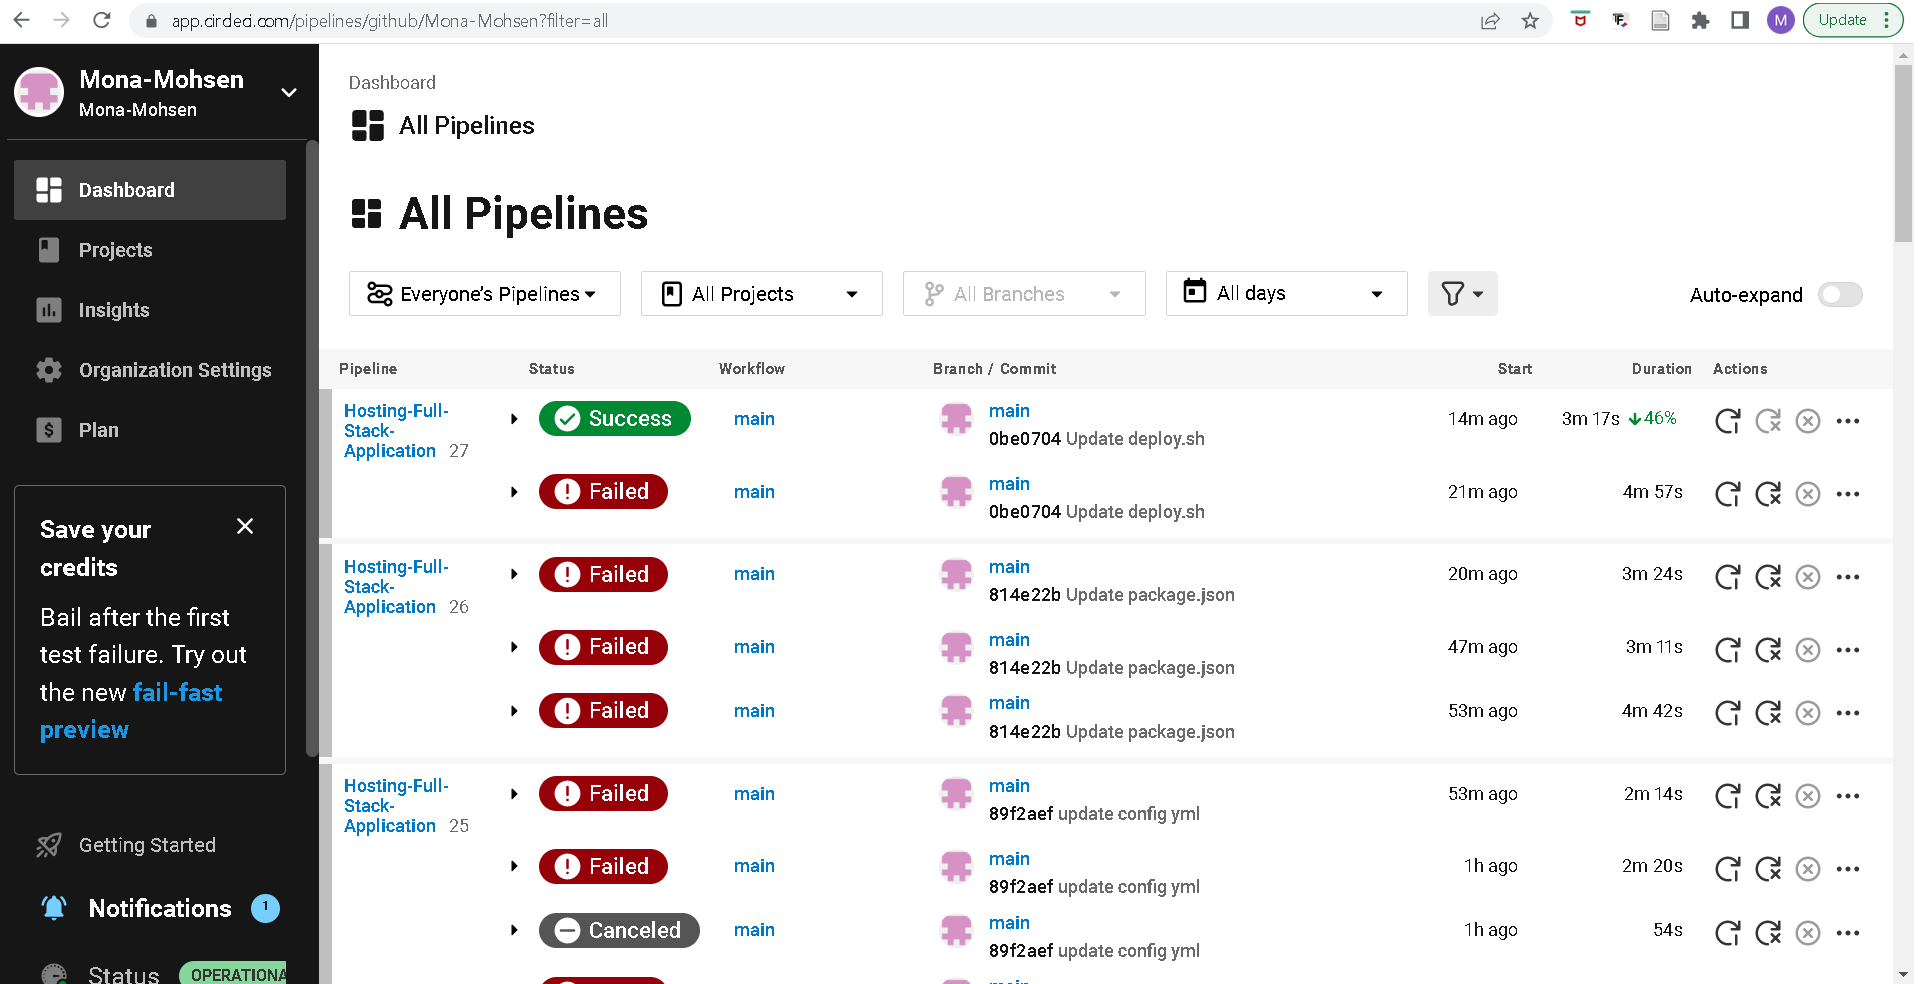 app.circleci.com/pipelines/github/Mona-Mohsen?filter=all
M
Update
Mona-Mohsen
Mona-Mohsen
Dashboard
Projects
Insights
Organization Settings
Plan
Save your
credits
Bail after the first
test failure. Try out
the new fail-fast
preview
Getting Started
Notifications 1
Status OPERATIONA
Dashboard
All Pipelines
All Pipelines
Everyone's Pipelines All Projects All Branches All days Auto-expand
Pipeline Status Workflow Branch / Commit Start Duration Actions
Hosting-Full-
Stack-
Application 27
Success main main 14m ago 3m 17s 46%
0be0704 Update deploy.sh
Failed main main 21m ago 4m 57s
0be0704 Update deploy.sh
Hosting-Full-
Stack-
Application 26
Failed main main 20m ago 3m 24s
814e22b Update package.json
Failed main main 47m ago 3m 11s
814e22b Update package.json
Failed main main 53m ago 4m 42s
814e22b Update package.json
Hosting-Full-
Stack-
Application 25
Failed main main 53m ago 2m 14s
89f2aef update config yml
Failed main main 1h ago 2m 20s
89f2aef update config yml
Canceled main main 1h ago 54s
89f2aef update config yml